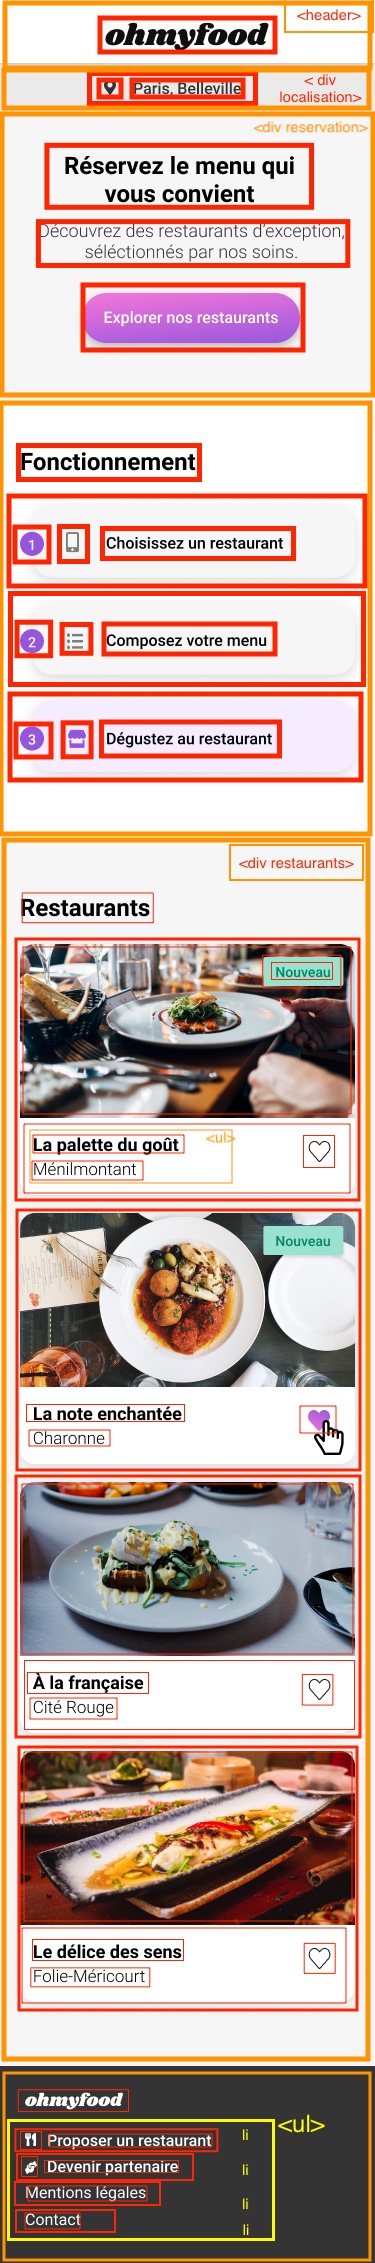 <header>
ohmyfood
Paris, Belleville
< div
localisation>
<div reservation>
Réservez le menu qui
vous convient
Découvrez des restaurants d'exception,
séléctionnés par nos soins.
Explorer nos restaurants
Fonctionnement
1
Choisissez un restaurant
2
Composez votre menu
3
Dégustez au restaurant
<div restaurants>
Restaurants
Nouveau
La palette du goût
<ul>
Ménilmontant
Nouveau
La note enchantée
Charonne
À la française
Cité Rouge
Le délice des sens
Folie-Méricourt
ohmyfood
<ul>
Proposer un restaurant li
Devenir partenaire li
Mentions légales li
Contact li